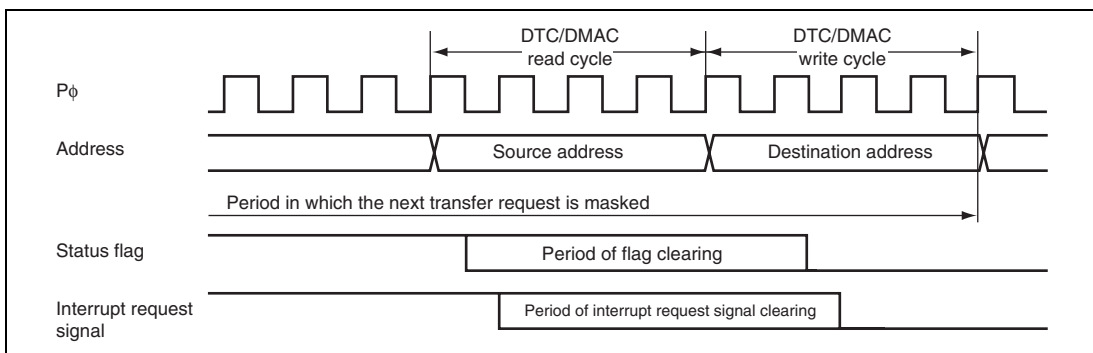 DTC/DMAC
read cycle
DTC/DMAC
write cycle
Pϕ
Address
Source address
Destination address
Period in which the next transfer request is masked
Status flag
Period of flag clearing
Interrupt request
signal
Period of interrupt request signal clearing